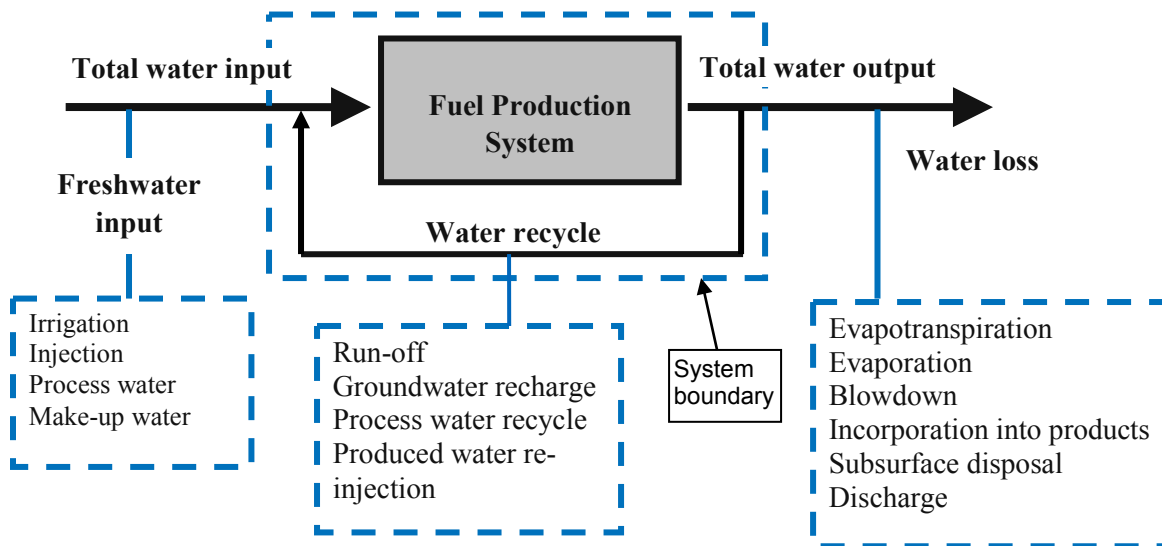 Total water input
Total water output
Fuel Production
System
Freshwater
input
Water loss
Water recycle
Irrigation
Injection
Process water
Make-up water
Run-off
Groundwater recharge
Process water recycle
Produced water re-
injection
System
boundary
Evapotranspiration
Evaporation
Blowdown
Incorporation into products
Subsurface disposal
Discharge